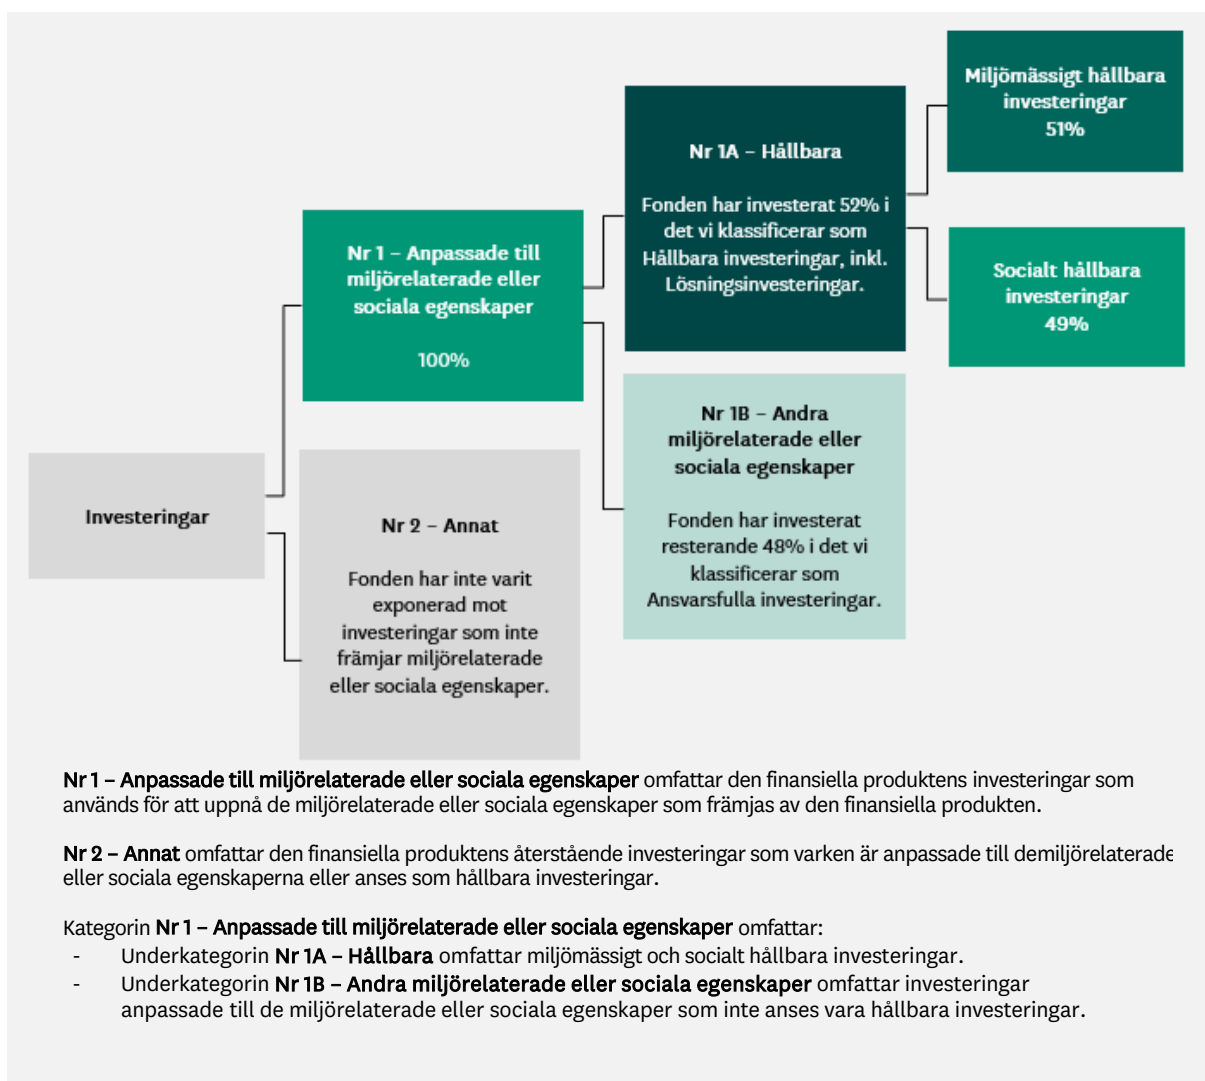 Miljömässigt hållbara
investeringar
51%
Nr 1A – Hållbara
Fonden har investerat 52% i
det vi klassificerar som
Hållbara investeringar, inkl.
Lösningsinvesteringar.
Nr 1 – Anpassade till
miljörelaterade eller
sociala egenskaper
100%
Socialt hållbara
investeringar
49%
Nr 1B – Andra
miljörelaterade eller
sociala egenskaper
Fonden har investerat
resterande 48% i det vi
klassificerar som
Ansvarsfulla investeringar.
Investeringar
Nr 2 – Annat
Fonden har inte varit
exponerad mot
investeringar som inte
främjar miljörelaterade
eller sociala egenskaper.
Nr 1 – Anpassade till miljörelaterade eller sociala egenskaper omfattar den finansiella produktens investeringar som
används för att uppnå de miljörelaterade eller sociala egenskaper som främjas av den finansiella produkten.
Nr 2 – Annat omfattar den finansiella produktens återstående investeringar som varken är anpassade till demiljörelaterade
eller sociala egenskaperna eller anses som hållbara investeringar.
Kategorin Nr 1 – Anpassade till miljörelaterade eller sociala egenskaper omfattar:
- Underkategorin Nr 1A – Hållbara omfattar miljömässigt och socialt hållbara investeringar.
- Underkategorin Nr 1B – Andra miljörelaterade eller sociala egenskaper omfattar investeringar
anpassade till de miljörelaterade eller sociala egenskaper som inte anses vara hållbara investeringar.